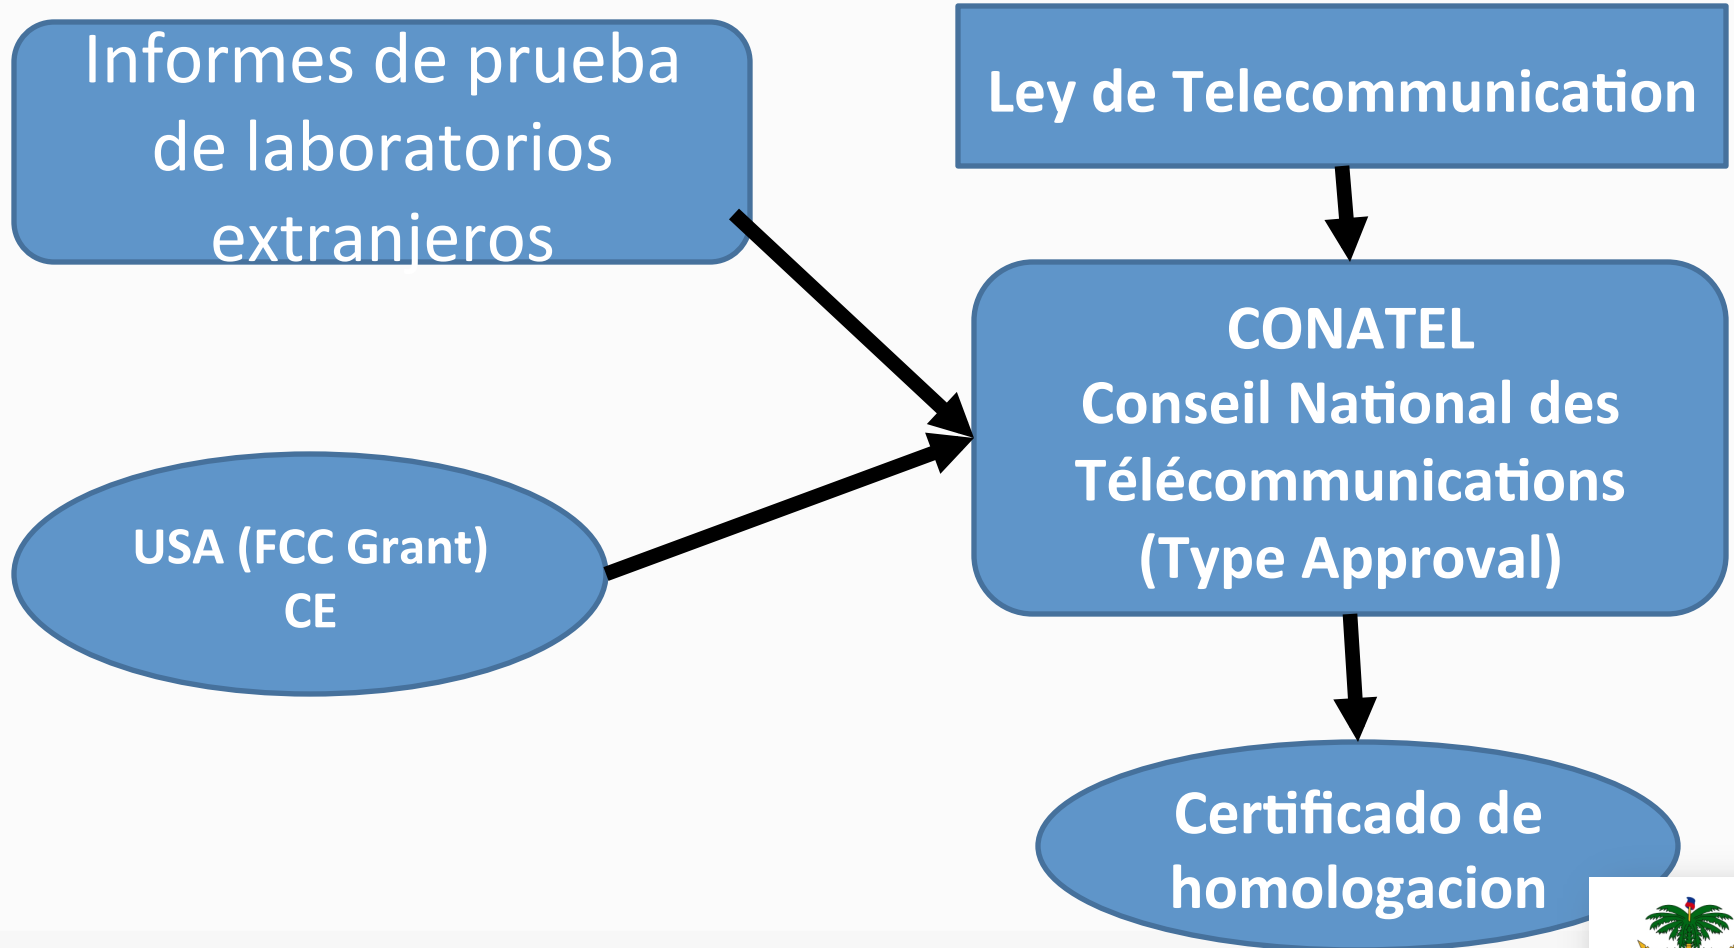 Informes de prueba
de laboratorios
extranjeros
Ley de Telecommunication
CONATEL
Conseil National des
Télécommunications
(Type Approval)
USA (FCC Grant)
CE
Certificado de
homologacion